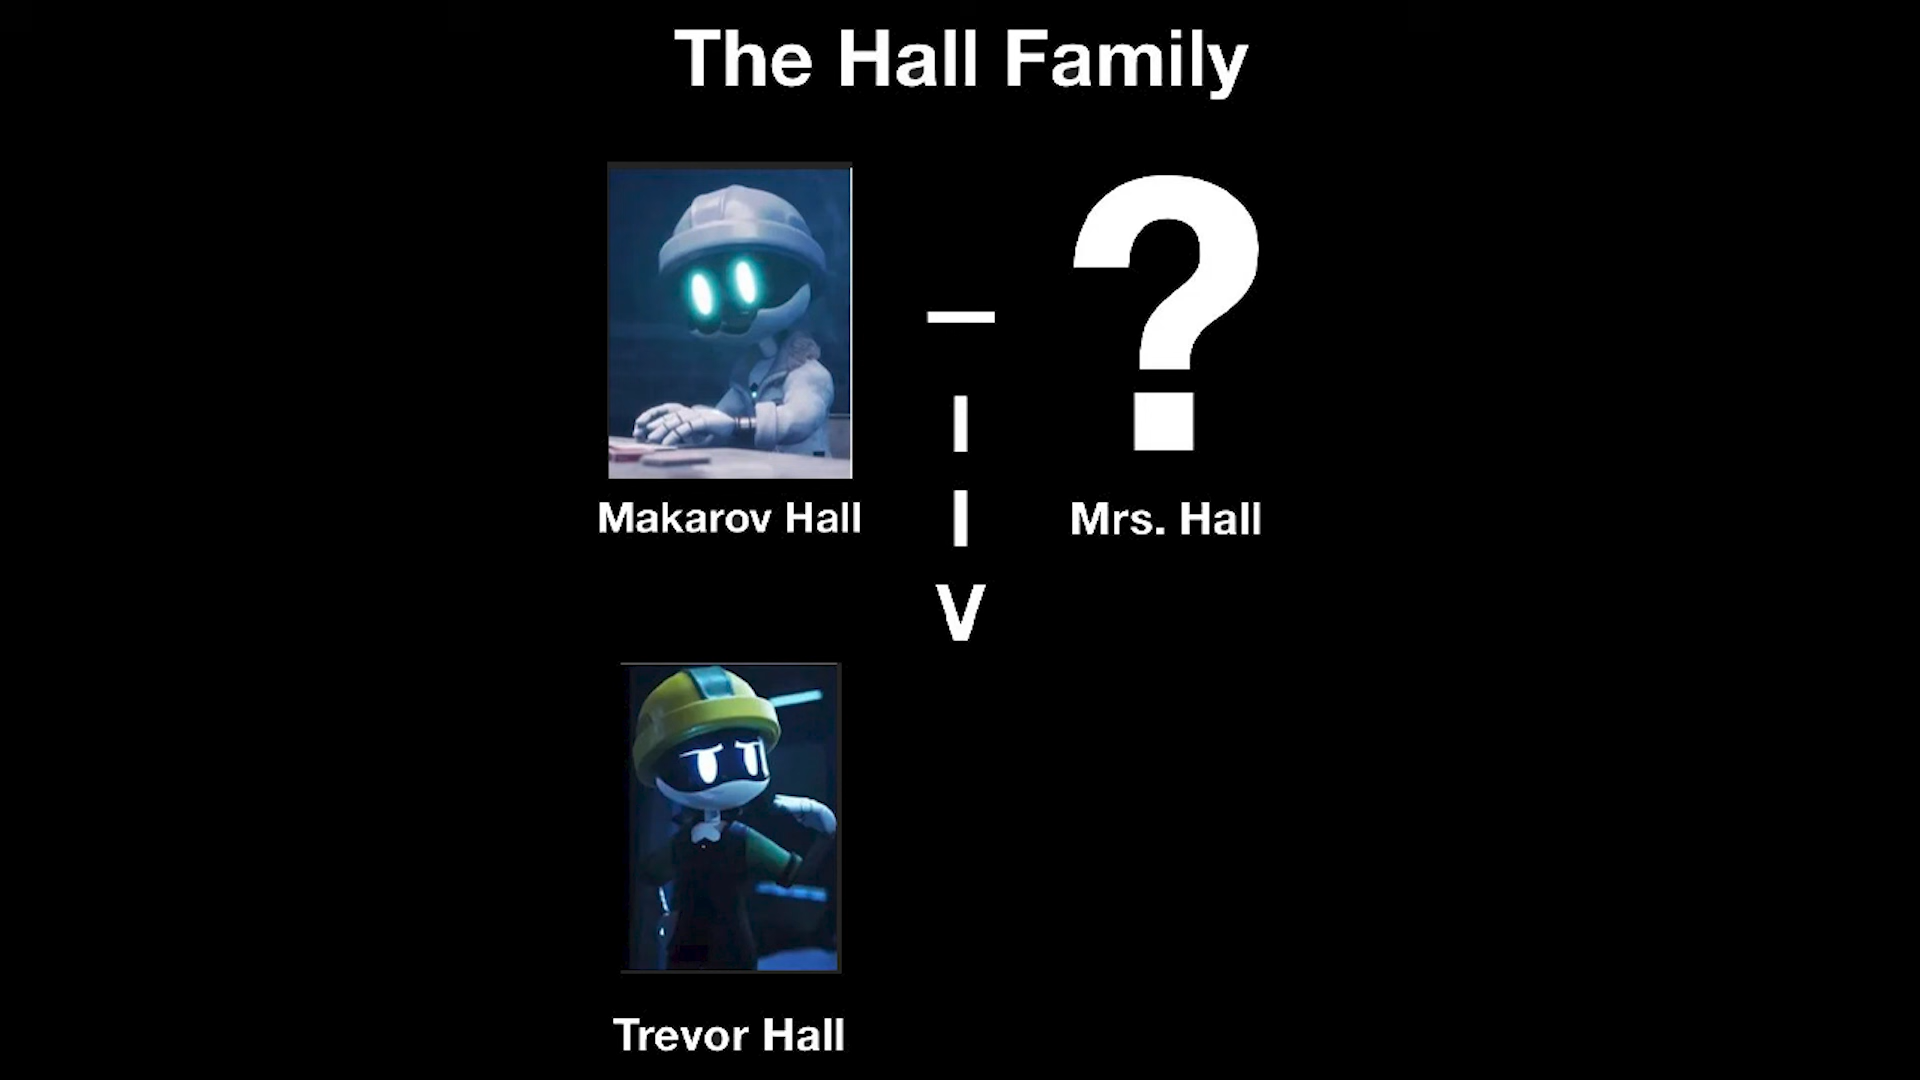 The Hall Family
?
Makarov Hall
Mrs. Hall
Trevor Hall